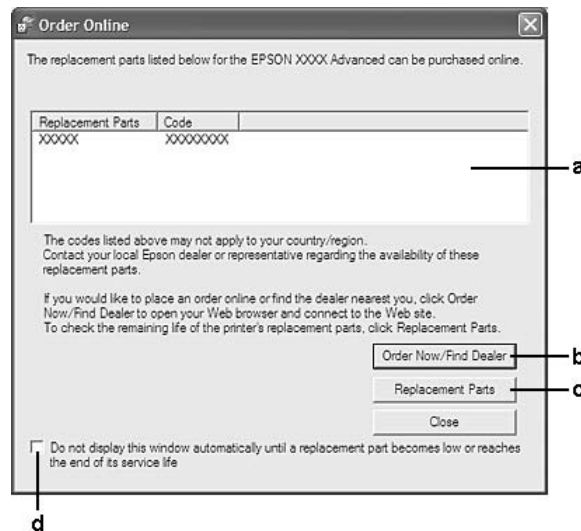 Order Online
The replacement parts listed below for the EPSON XXXX Advanced can be purchased online.
Replacement Parts Code
XXXXX XXXXXXXX
a
The codes listed above may not apply to your country/region.
Contact your local Epson dealer or representative regarding the availability of these
replacement parts.
If you would like to place an order online or find the dealer nearest you, click Order
Now/Find Dealer to open your Web browser and connect to the Web site.
To check the remaining life of the printer's replacement parts, click Replacement Parts.
Order Now/Find Dealer b
Replacement Parts c
Close
Do not display this window automatically until a replacement part becomes low or reaches
the end of its service life
d